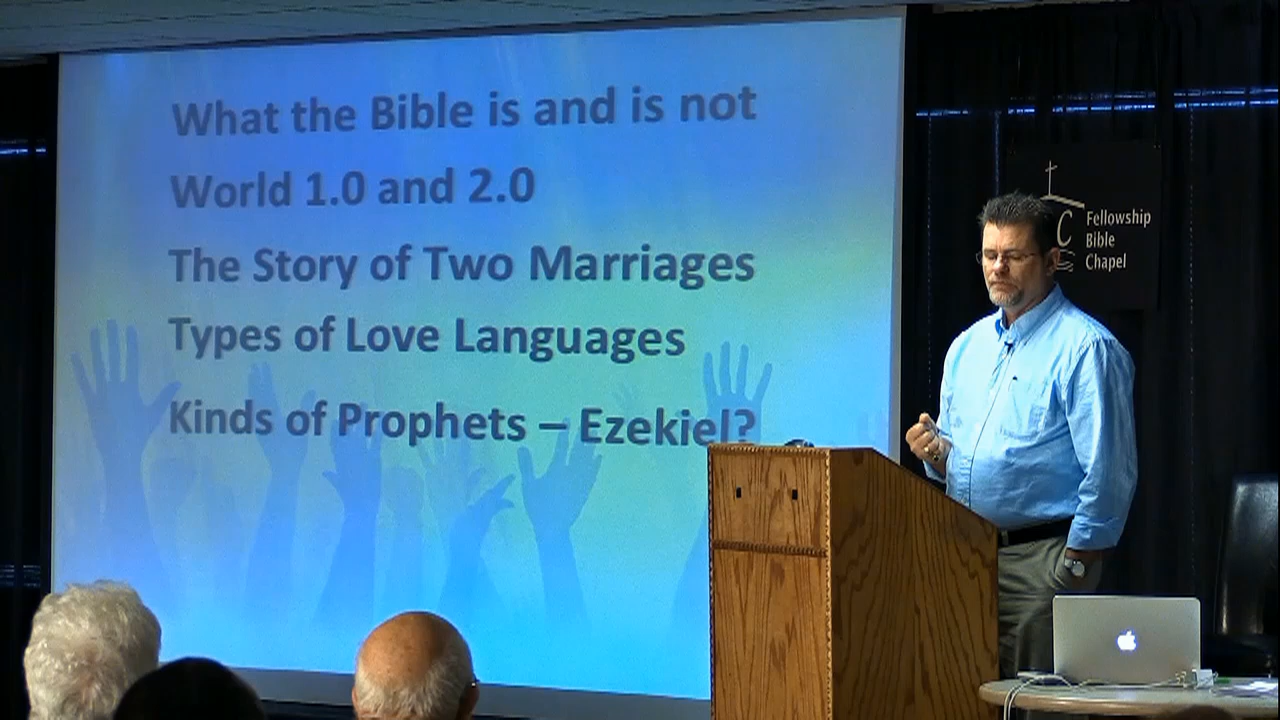 What the Bible is and is not
World 1.0 and 2.0
The Story of Two Marriages
Types of Love Languages
Kinds of Prophets – Ezekiel?
C
Fellowship
Bible
Chapel